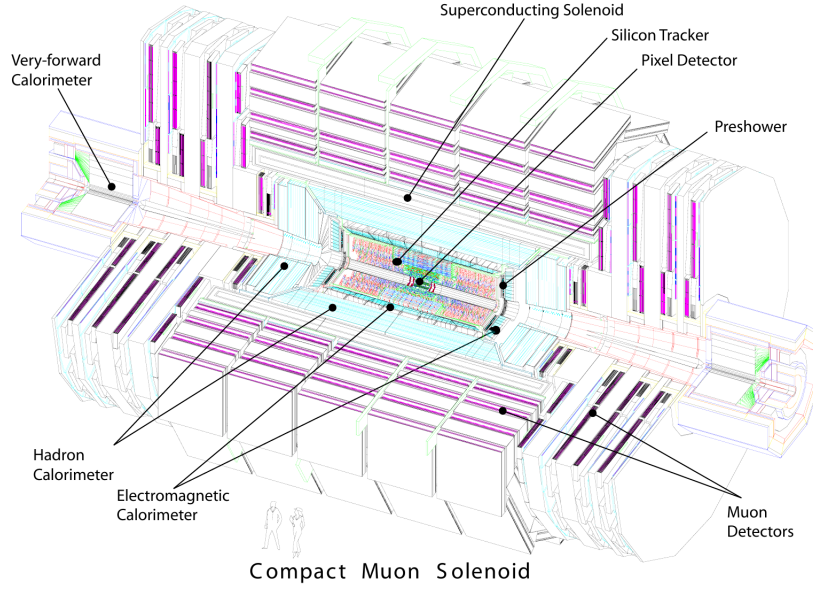 Superconducting Solenoid
Silicon Tracker
Pixel Detector
Very-forward
Calorimeter
Preshower
Hadron
Calorimeter
Electromagnetic
Calorimeter
Muon
Detectors
Compact Muon Solenoid